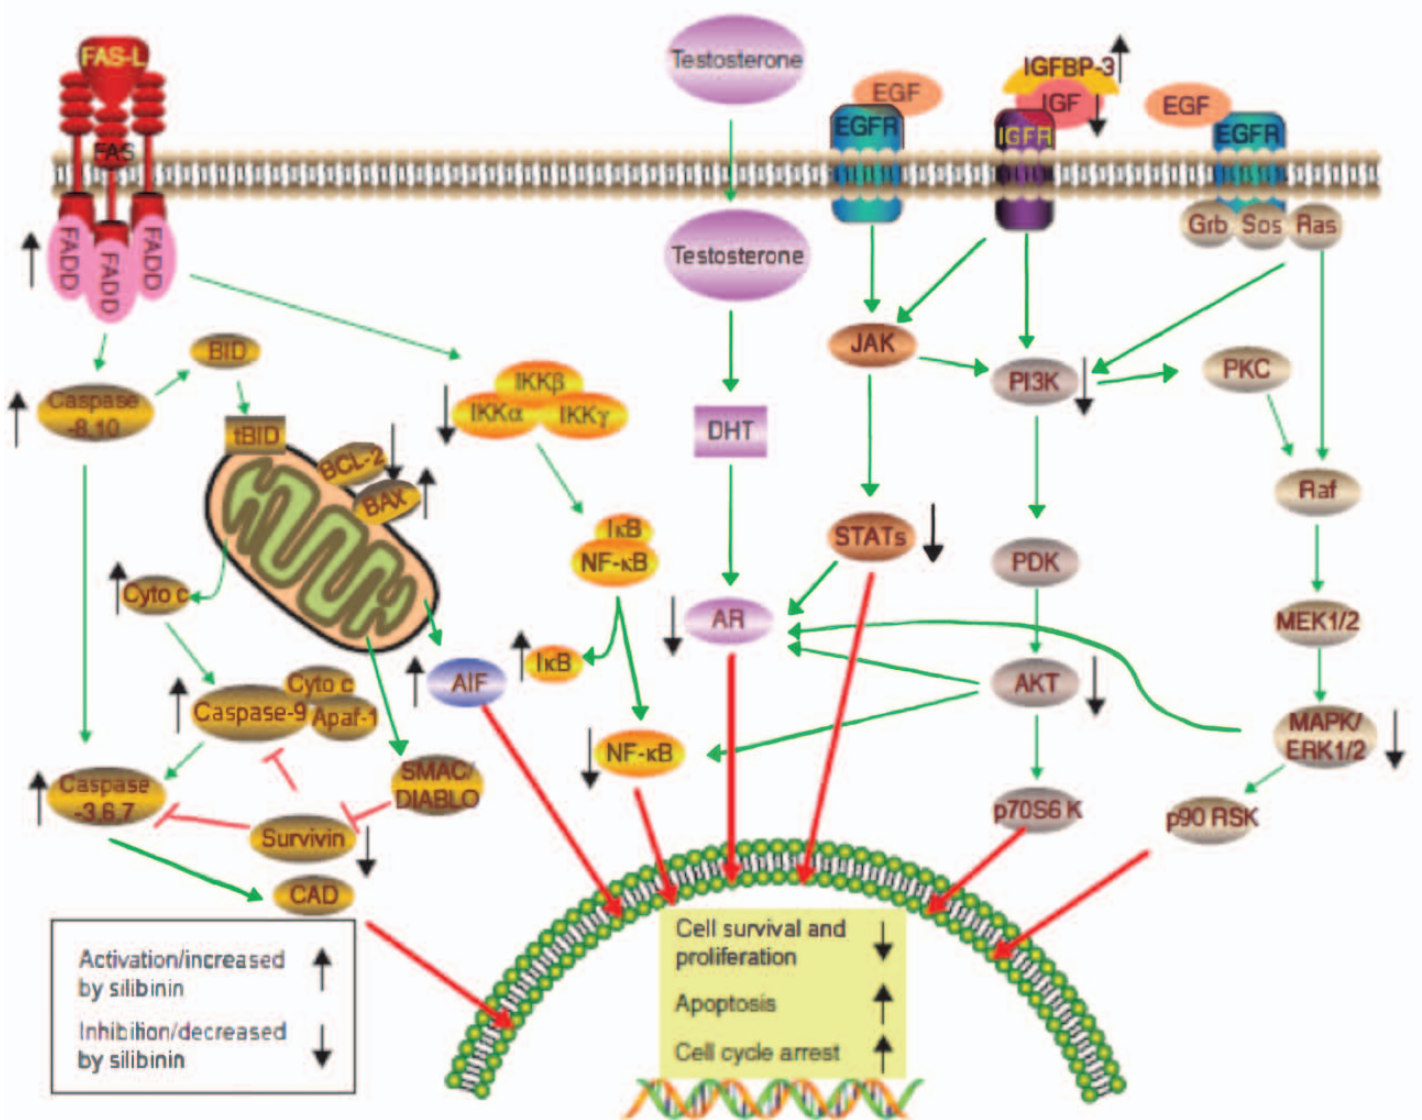 FAS-L
FAS
FADD
FADD
FADD
Testosterone
Testosterone
EGF
EGFR
IGFBP-3
IGF
IGFR
EGF
EGFR
Grb
Sos
Ras
BID
Caspase
-8,10
tBID
BCL-2
BAX
IKKβ
IKKα
IKKγ
DHT
JAK
PI3K
PKC
Raf
IκB
NF-κB
STATs
PDK
Cyto c
AR
MEK1/2
IκB
AIF
AKT
Cyto c
Caspase-9
Apaf-1
MAPK/
ERK1/2
NF-κB
Caspase
-3,6,7
SMAC/
DIABLO
p70S6 K
p90 RSK
Survivin
CAD
Activation/increased
by silibinin
Inhibilion/decreased
by silibinin
Cell survival and
proliferation
Apoptosis
Cell cycle arrest